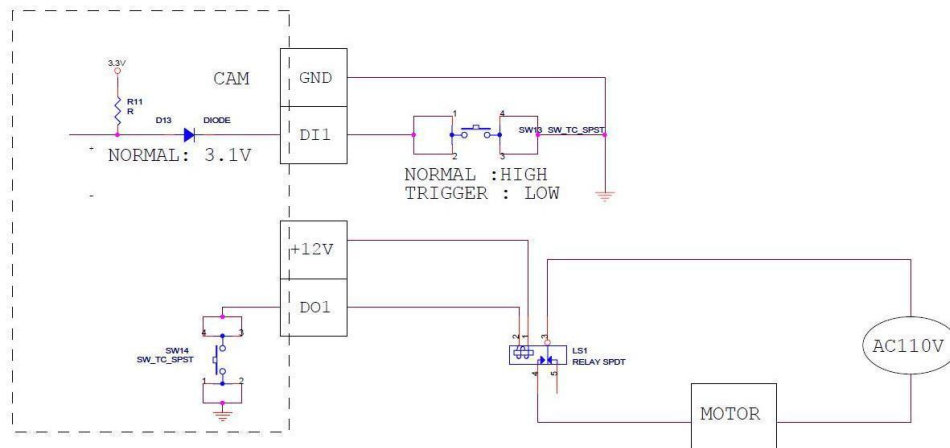 3.3V
CAM
GND
R11
R
D13 DIODE
DI1
1 4
SW13 SW_TC_SPST
2 3
NORMAL: 3.1V
NORMAL :HIGH
TRIGGER : LOW
+12V
DO1
2 1 3
4 3
SW14
SW_TC_SPST
LS1
RELAY SPDT
AC110V
4 5
1 2
MOTOR